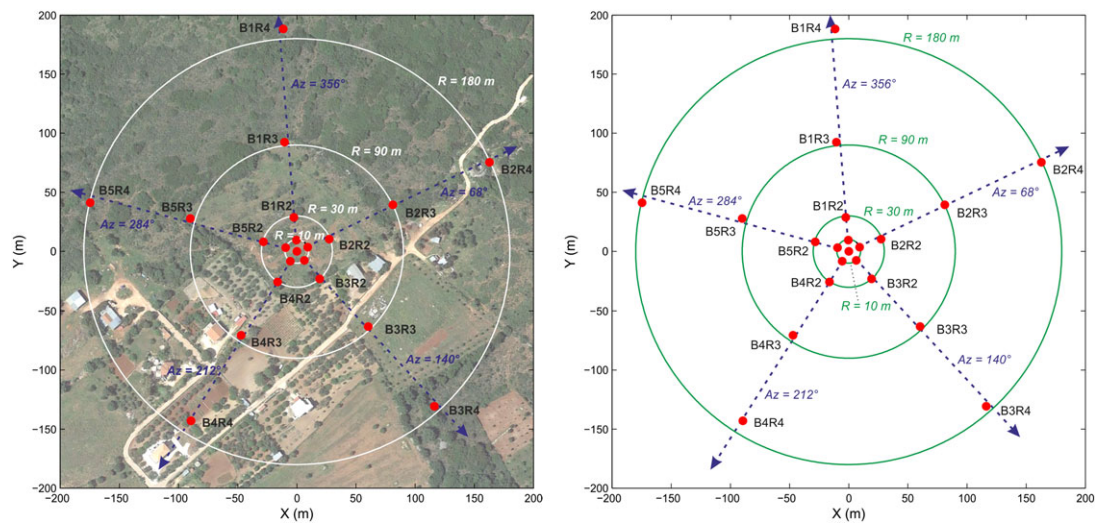 200
150
100
50
0
−50
−100
−150
−200
−200
−150
−100
−50
0
50
100
150
200
Y (m)
X (m)
B1R4
R = 180 m
Az = 356°
B1R3
R = 90 m
B2R4
Az = 68°
B5R4
B5R3
Az = 284°
B1R2
R = 30 m
B2R3
B5R2
R = 10 m
B2R2
B4R2
B3R2
B4R3
B3R3
Az = 212°
Az = 140°
B4R4
B3R4
200
150
100
50
0
−50
−100
−150
−200
−200
−150
−100
−50
0
50
100
150
200
Y (m)
X (m)
B1R4
R = 180 m
Az = 356°
B1R3
R = 90 m
B2R4
Az = 68°
B5R4
Az = 284°
B5R3
B1R2
R = 30 m
B2R3
B5R2
B2R2
B4R2
B3R2
R = 10 m
B4R3
B3R3
Az = 140°
Az = 212°
B4R4
B3R4